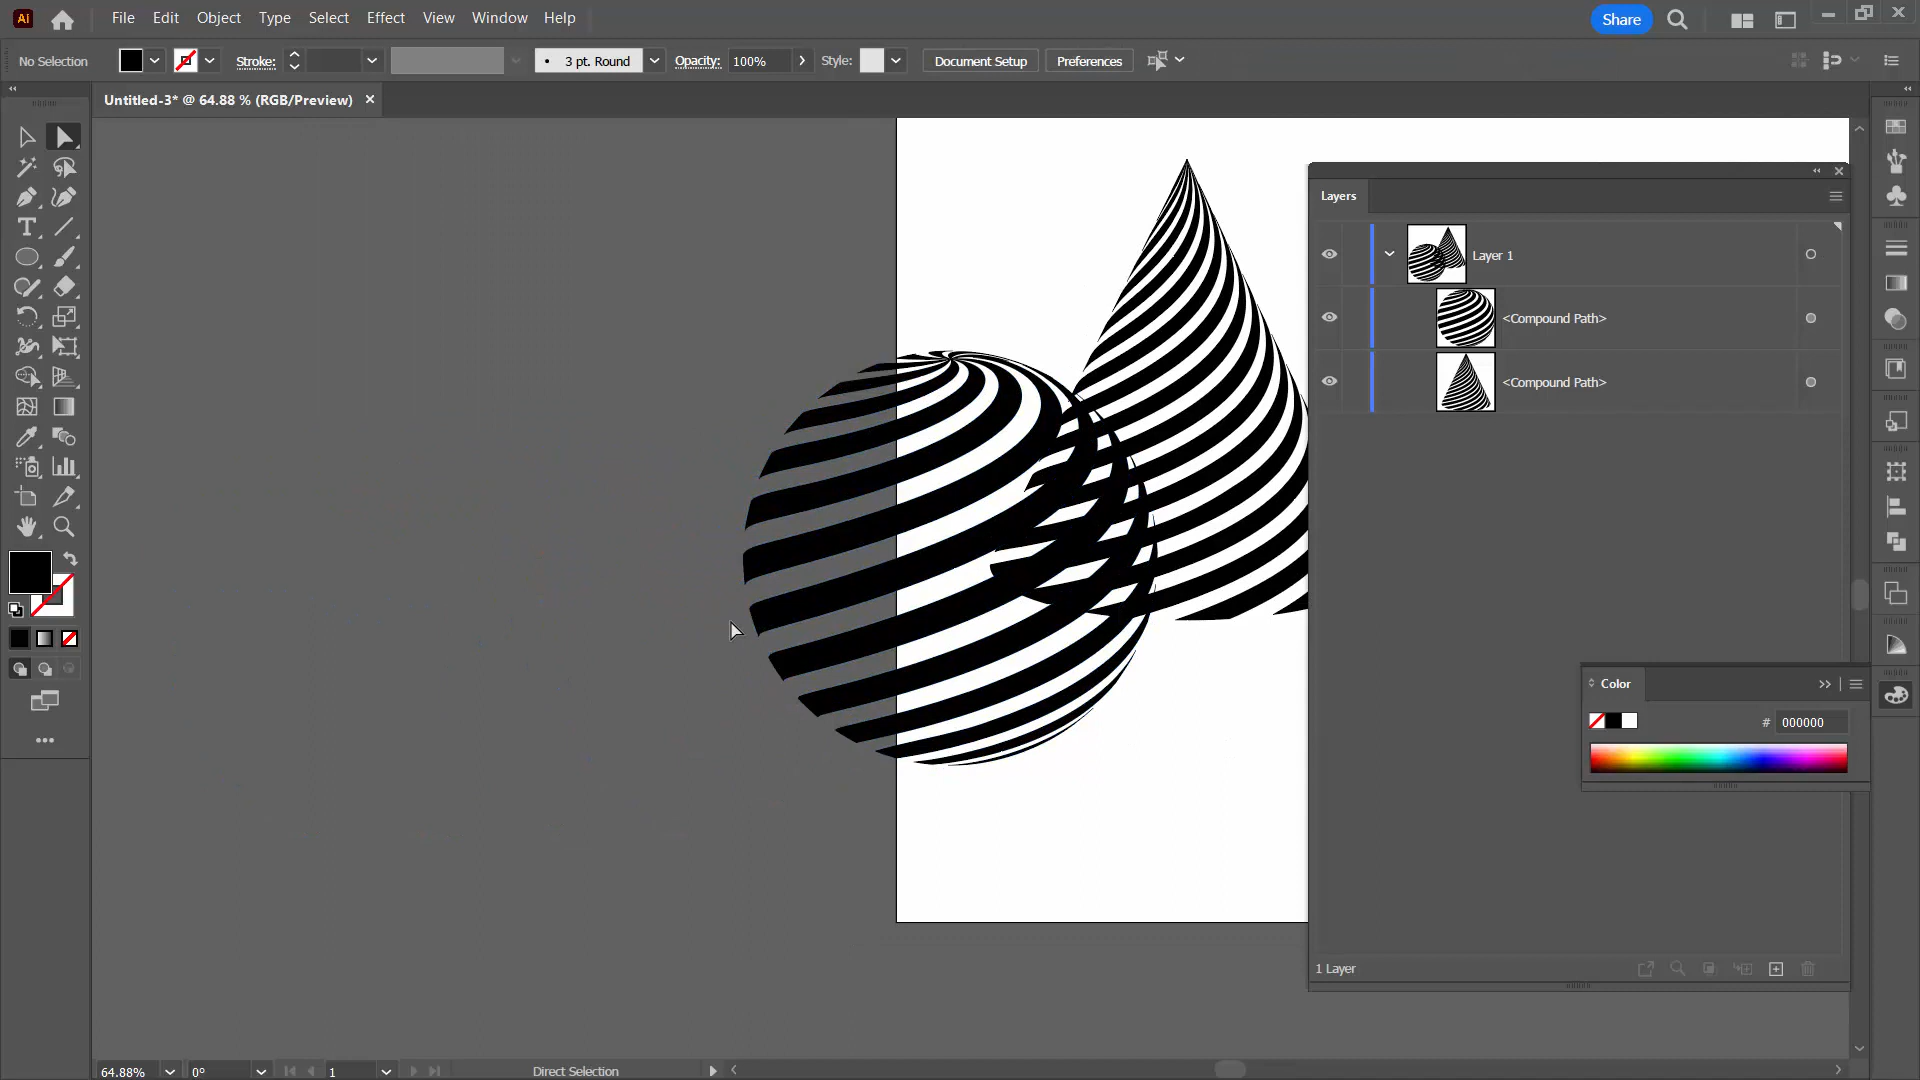 Ai File Edit Object Type Select Effect View Window Help Share
No Selection Stroke: 3 pt. Round Opacity: 100% Style: Document Setup Preferences
Untitled-3* @ 64.88 % (RGB/Preview)
Layers
Layer 1
<Compound Path>
<Compound Path>
Color
# 000000
1 Layer
64.88% 0° 1 Direct Selection